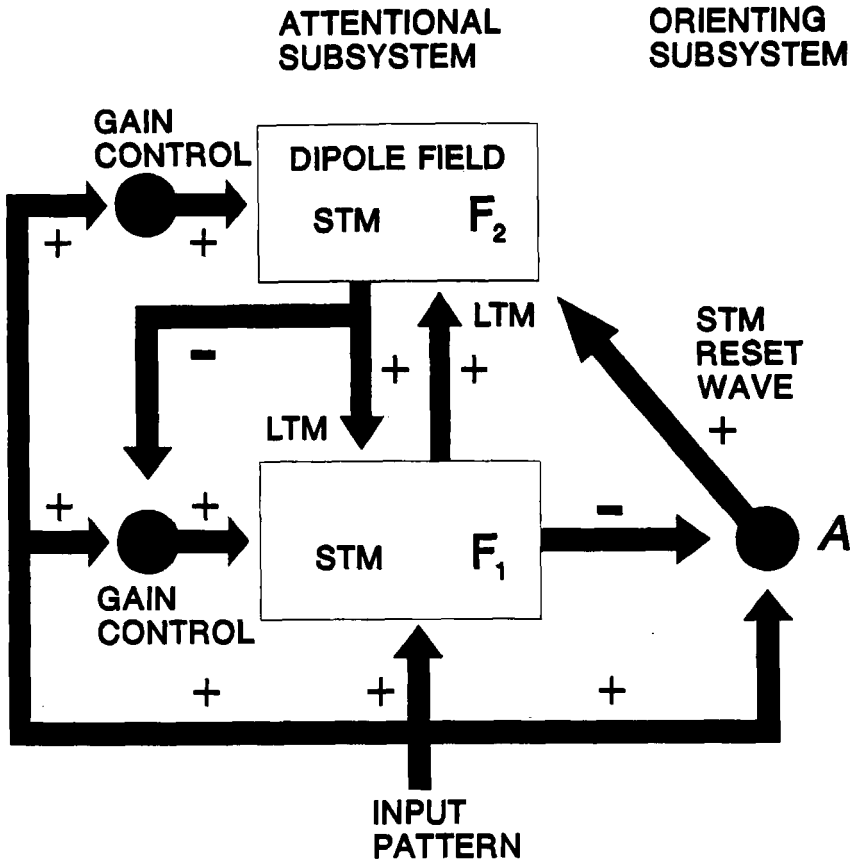 ATTENTIONAL
SUBSYSTEM
ORIENTING
SUBSYSTEM
GAIN
CONTROL
DIPOLE FIELD
STM F₂
+ +
LTM
STM
RESET
WAVE
-
+ +
LTM
+
+ +
-
STM F₁
A
GAIN
CONTROL
+ + +
INPUT
PATTERN